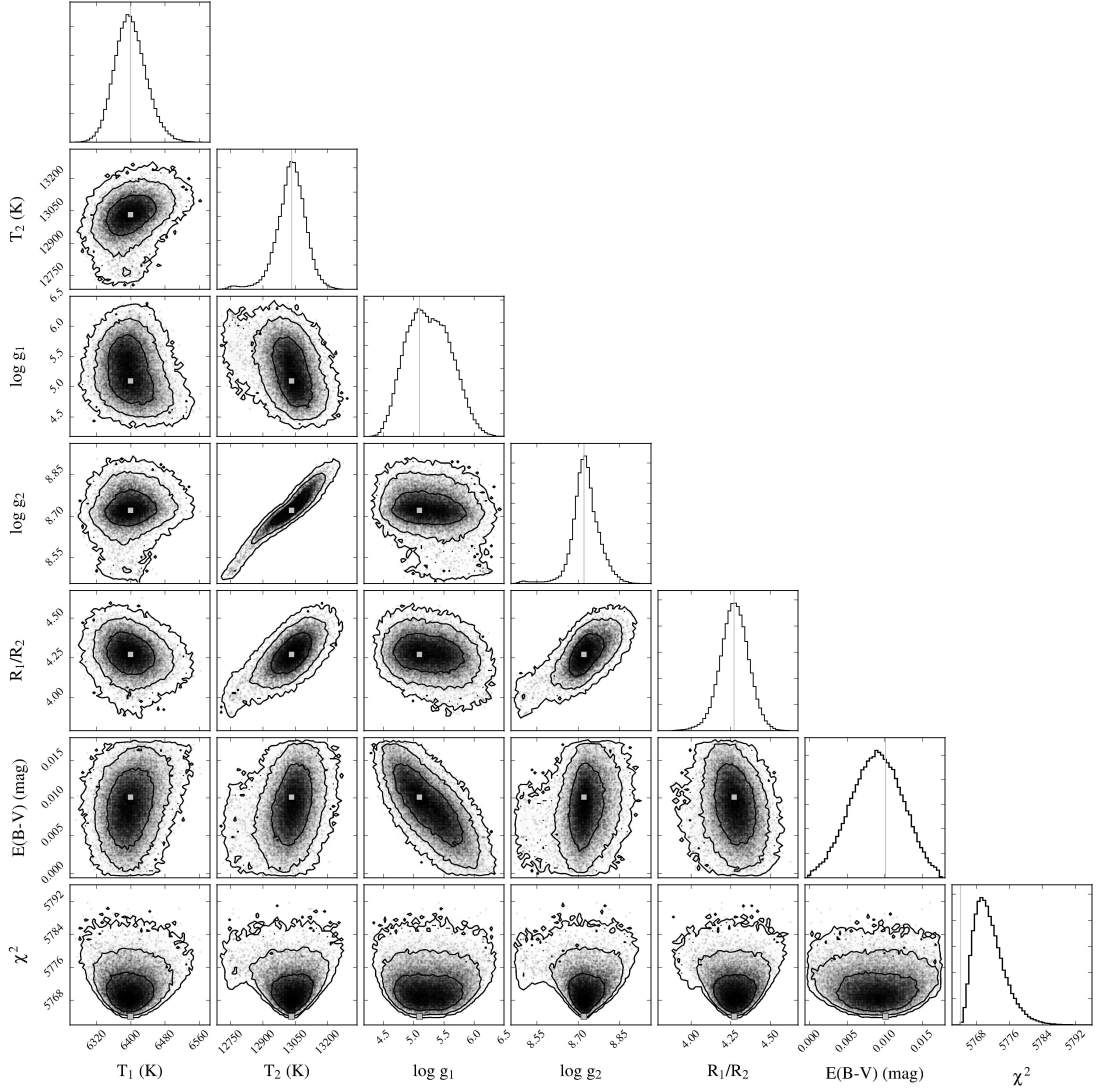 T₂ (K)
13200
13050
12900
12750
log g₁
6.5
6.0
5.5
5.0
4.5
log g₂
8.85
8.70
8.55
R₁/R₂
4.50
4.25
4.00
E(B-V) (mag)
0.015
0.010
0.005
0.000
χ²
5792
5784
5776
5768
6320 6400 6480 6560 12750 12900 13050 13200 4.5 5.0 5.5 6.0 6.5 8.55 8.70 8.85 4.00 4.25 4.50 0.000 0.005 0.010 0.015 5768 5776 5784 5792
T₁ (K) T₂ (K) log g₁ log g₂ R₁/R₂ E(B-V) (mag) χ²